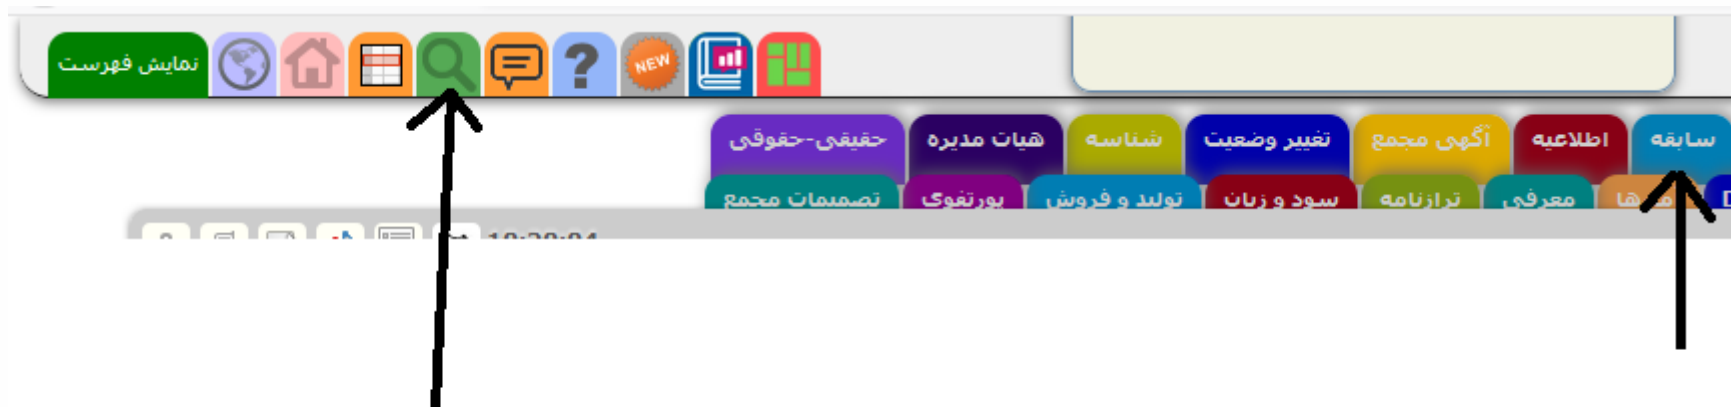 نمایش فهرست
NEW
سابقه اطلاعیه آگهی مجمع تغییر وضعیت شناسه هیات مدیره حقیقی-حقوقی
معرفی ترازنامه سود و زیان تولید و فروش پورتفوی تصمیمات مجمع